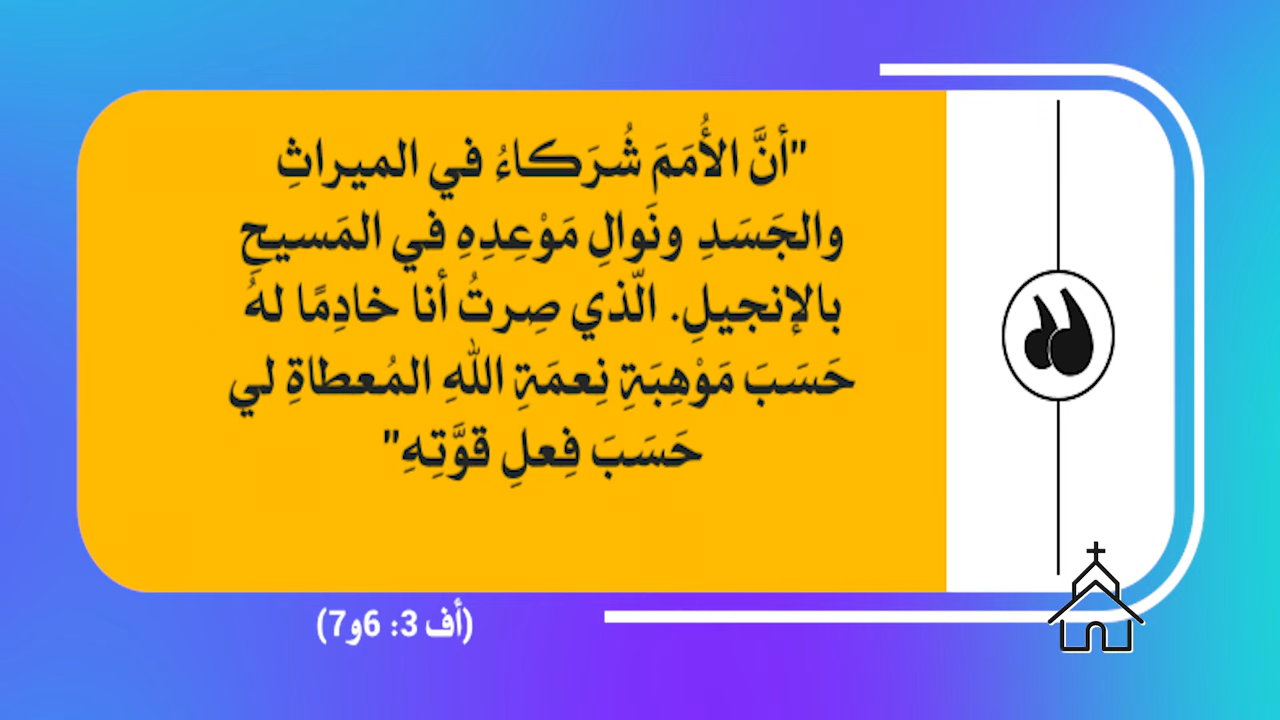 "أنَّ الأُمَمَ شُرَكاءُ في الميراثِ
والجَسَدِ ونَوالِ مَوْعِدِهِ في المَسيحِ
بالإنجيلِ. الّذي صِرتُ أنا خادِمًا لهُ
حَسَبَ مَوْهِبَةِ نِعمَةِ اللهِ المُعطاةِ لي
حَسَبَ فِعلِ قوَّتِهِ"
(أف 3: 6و7)